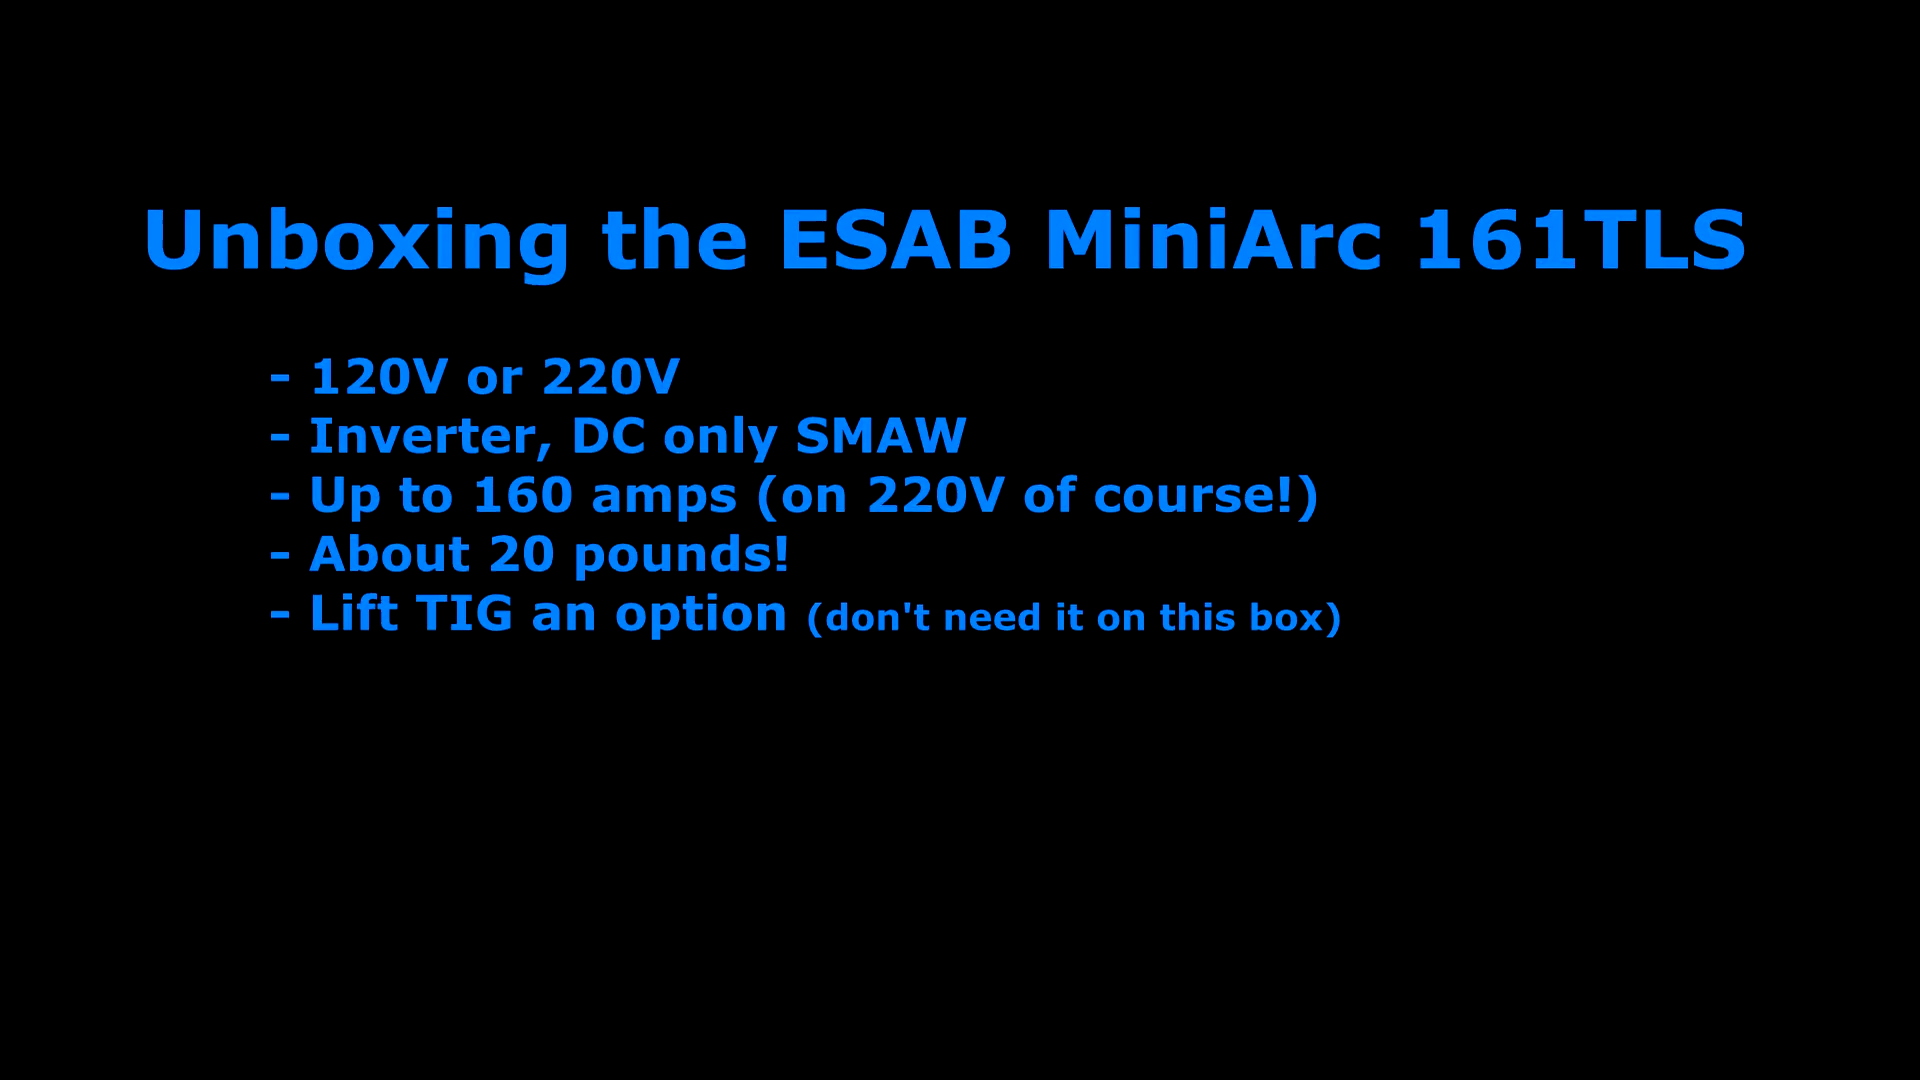 Unboxing the ESAB MiniArc 161TLS
- 120V or 220V
- Inverter, DC only SMAW
- Up to 160 amps (on 220V of course!)
- About 20 pounds!
- Lift TIG an option (don't need it on this box)